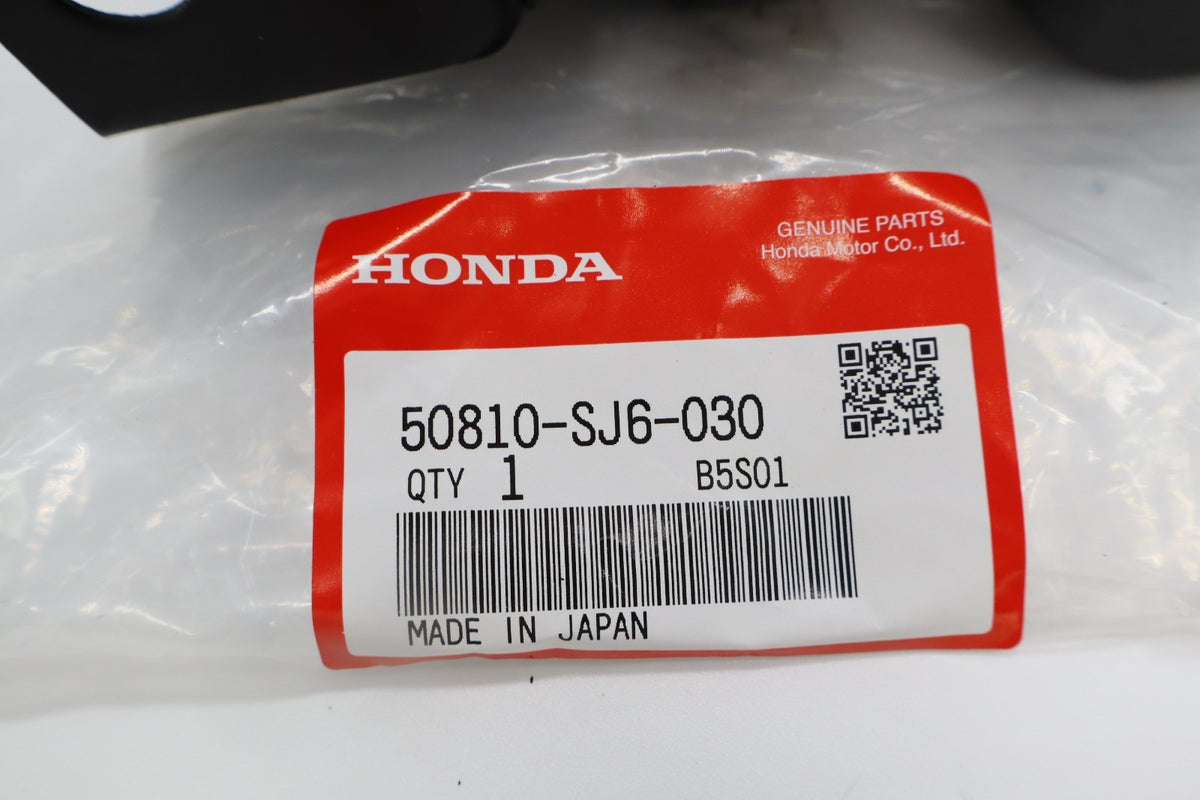 HONDA
GENUINE PARTS
Honda Motor Co., Ltd.
50810-SJ6-030
QTY 1 B5S01
MADE IN JAPAN